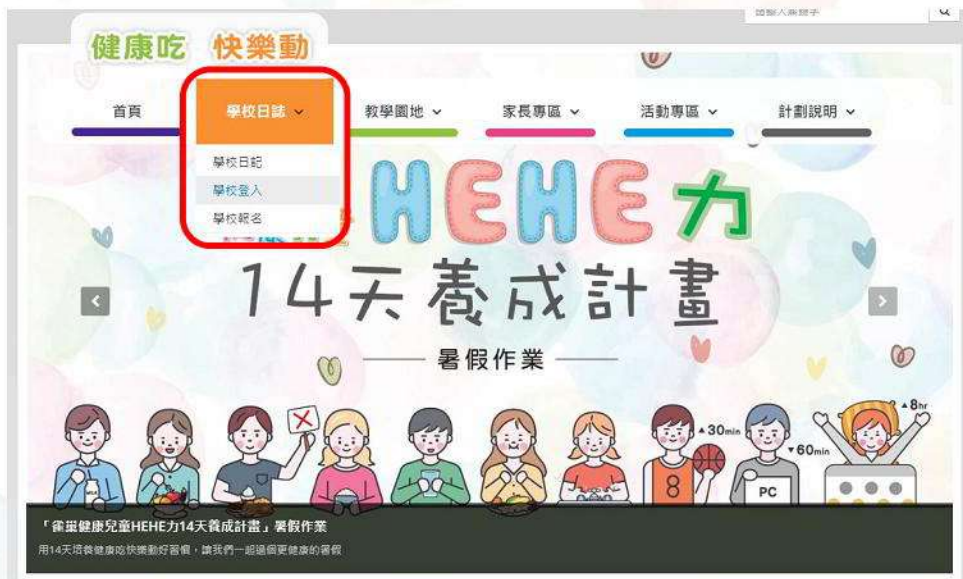 健康吃 快樂動
首頁 學校日誌 教學園地 家長專區 活動專區 計劃說明
學校日記
學校登入
學校報名
HEHE力
14天養成計畫
暑假作業
30min
8hr
60min
MILK
8
PC
「雀巢健康兒童HEHE力14天養成計畫」暑假作業
用14天培養健康吃快樂動好習慣，讓我們一起過個更健康的暑假